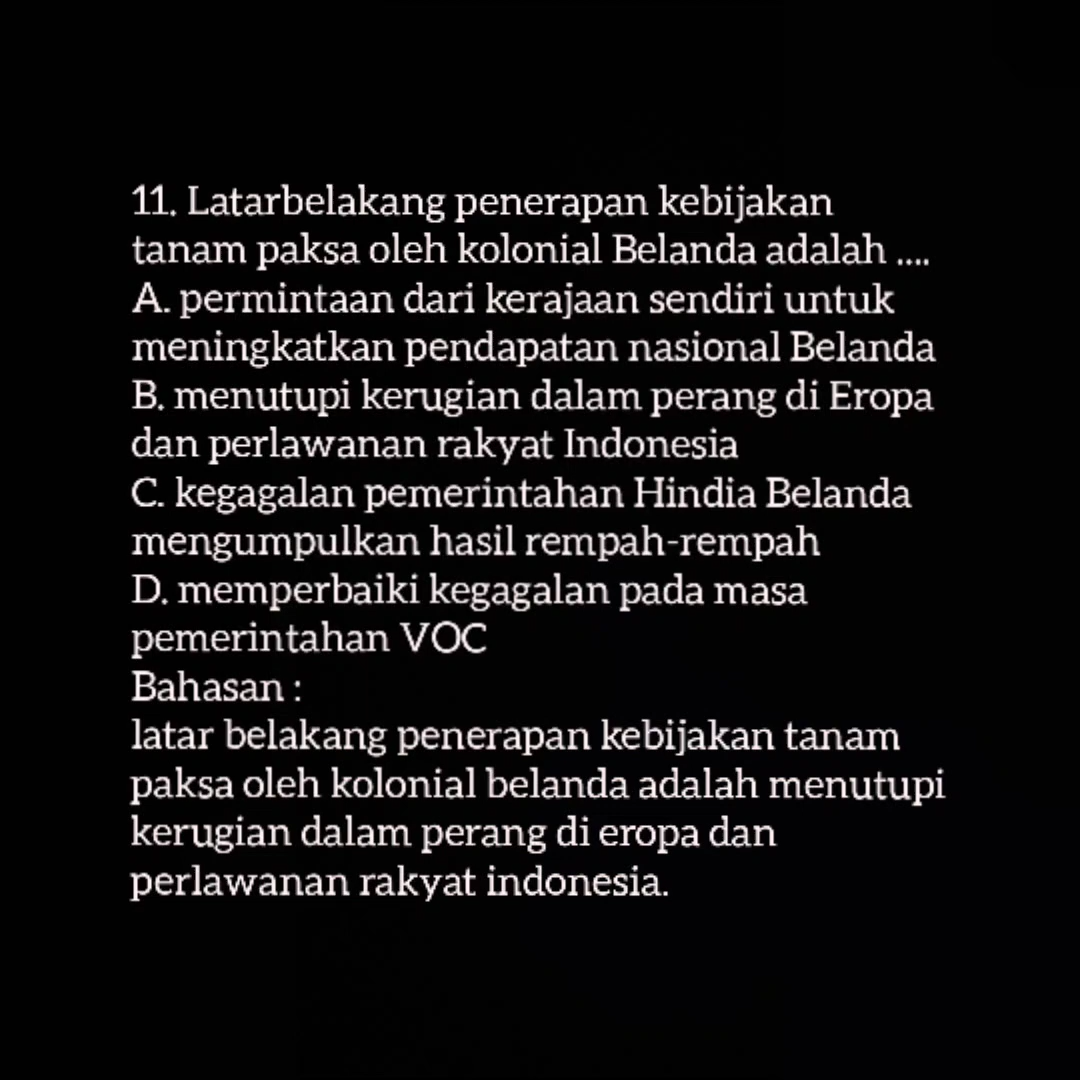 11. Latarbelakang penerapan kebijakan
tanam paksa oleh kolonial Belanda adalah ....
A. permintaan dari kerajaan sendiri untuk
meningkatkan pendapatan nasional Belanda
B. menutupi kerugian dalam perang di Eropa
dan perlawanan rakyat Indonesia
C. kegagalan pemerintahan Hindia Belanda
mengumpulkan hasil rempah-rempah
D. memperbaiki kegagalan pada masa
pemerintahan VOC
Bahasan :
latar belakang penerapan kebijakan tanam
paksa oleh kolonial belanda adalah menutupi
kerugian dalam perang di eropa dan
perlawanan rakyat indonesia.